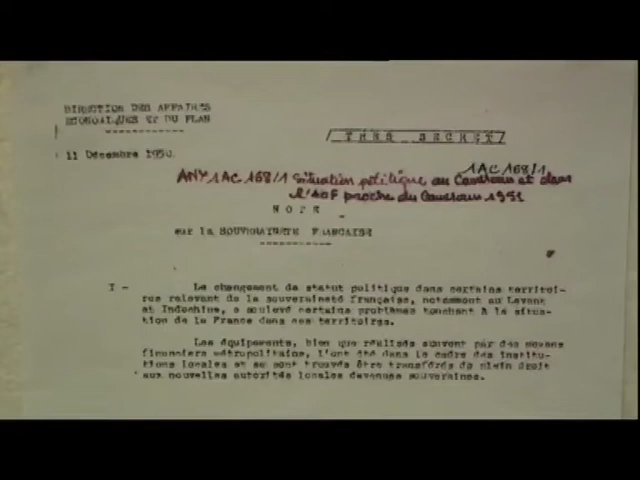 DIRECTION DES AFFAIRES
ECONOMIQUES ET DU PLAN
11 Décembre 1950.
/ TRES SECRET /
1AC 168/1
ANY 1AC 168/1 Situation politique au Cameroun et dans
l'AOF proche du Cameroun 1951
NOTE
sur la SOUVERAINETE FRANCAISE
I - Le changement de statut politique dans certains territoi-
res relevant de la souveraineté française, notamment au Levant
et Indochine, a soulevé certains problèmes touchant à la situa-
tion de la France dans ces territoires.
Les équipements, bien que réalisés souvent par des moyens
financiers métropolitains, l'ont été dans le cadre des institu-
tions locales et se sont trouvés être transférés de plein droit
aux nouvelles autorités locales devenues souveraines.